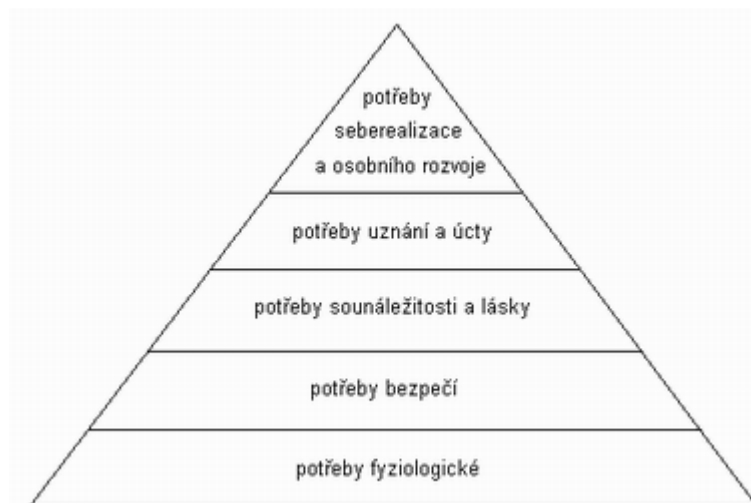 potřeby
seberealizace
a osobního rozvoje
potřeby uznání a úcty
potřeby sounáležitosti a lásky
potřeby bezpečí
potřeby fyziologické